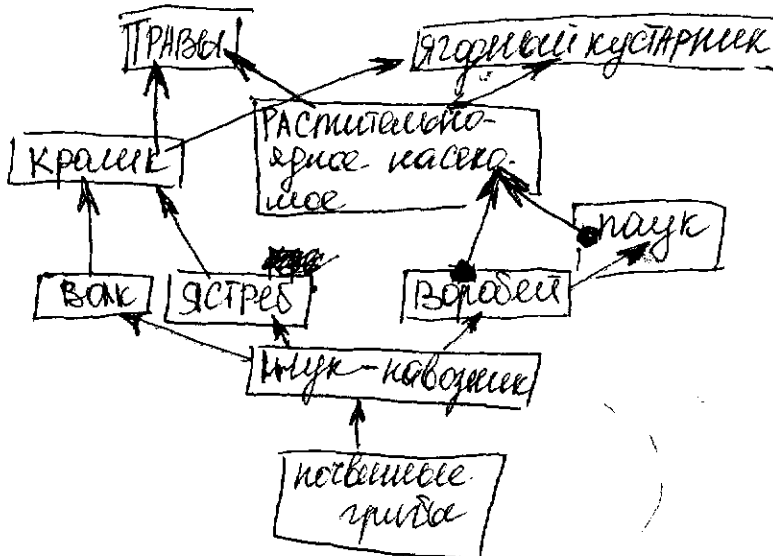 ТРАВЫ
ЯГОДНЫЙ КУСТАРНИК
РАСТИТЕЛЬНО-
ядное насеко-
мое
кролик
паук
ВОЛК
ЯСТРЕБ
Воробей
жук-навозник
почвенные
грибы